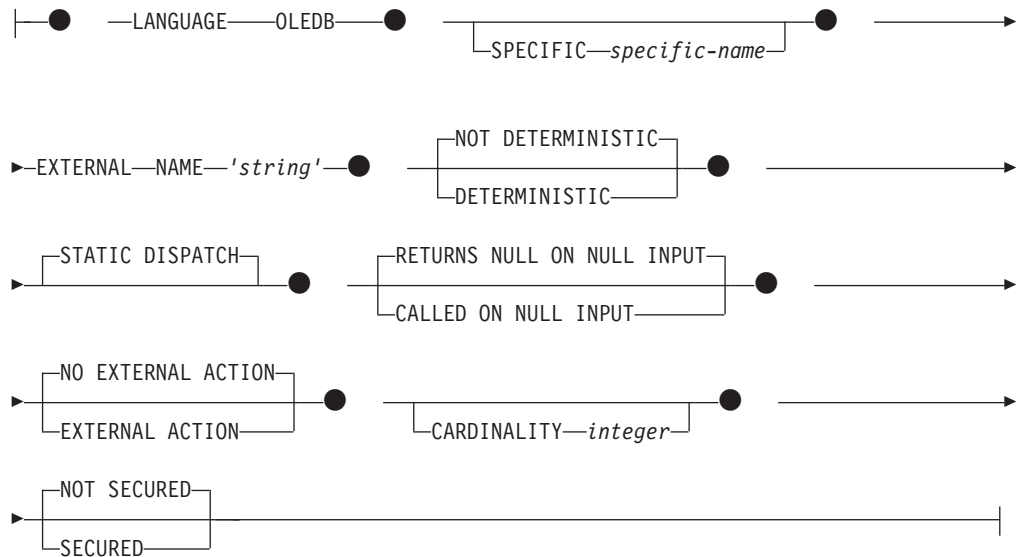 LANGUAGE OLEDB
SPECIFIC specific-name
EXTERNAL NAME 'string'
NOT DETERMINISTIC
DETERMINISTIC
STATIC DISPATCH
RETURNS NULL ON NULL INPUT
CALLED ON NULL INPUT
NO EXTERNAL ACTION
EXTERNAL ACTION
CARDINALITY integer
NOT SECURED
SECURED